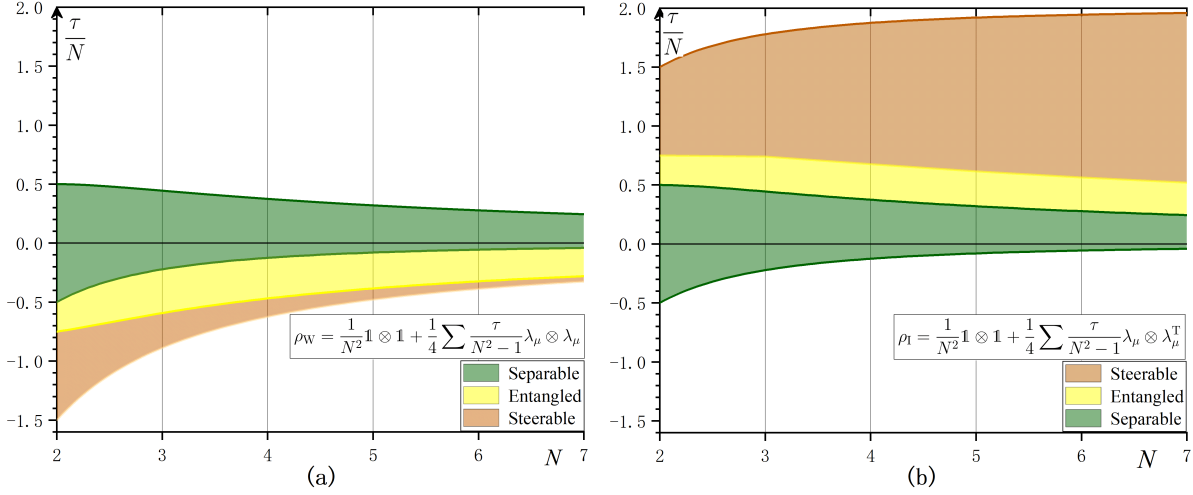 τ/N
2.0
1.5
1.0
0.5
0.0
-0.5
-1.0
-1.5
ρ_W = 1/N² 𝟙 ⊗ 𝟙 + 1/4 ∑ τ/(N² − 1) λ_μ ⊗ λ_μ
Separable
Entangled
Steerable
2 3 4 5 6 N 7
(a)
τ/N
2.0
1.5
1.0
0.5
0.0
-0.5
-1.0
-1.5
ρ_I = 1/N² 𝟙 ⊗ 𝟙 + 1/4 ∑ τ/(N² − 1) λ_μ ⊗ λ_μ^T
Steerable
Entangled
Separable
2 3 4 5 6 N 7
(b)